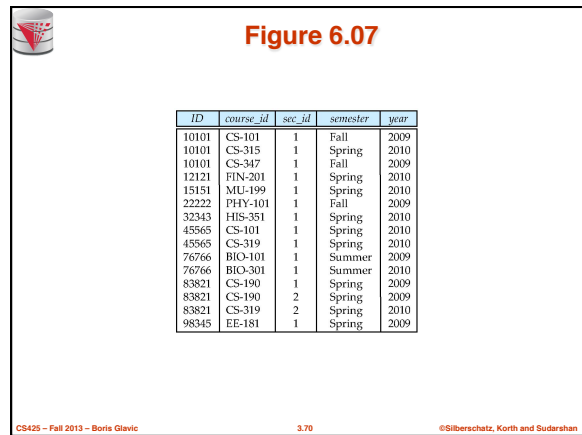 Figure 6.07
ID course_id sec_id semester year
10101 CS-101 1 Fall 2009
10101 CS-315 1 Spring 2010
10101 CS-347 1 Fall 2009
12121 FIN-201 1 Spring 2010
15151 MU-199 1 Spring 2010
22222 PHY-101 1 Fall 2009
32343 HIS-351 1 Spring 2010
45565 CS-101 1 Spring 2010
45565 CS-319 1 Spring 2010
76766 BIO-101 1 Summer 2009
76766 BIO-301 1 Summer 2010
83821 CS-190 1 Spring 2009
83821 CS-190 2 Spring 2009
83821 CS-319 2 Spring 2010
98345 EE-181 1 Spring 2009
CS425 – Fall 2013 – Boris Glavic 3.70 ©Silberschatz, Korth and Sudarshan